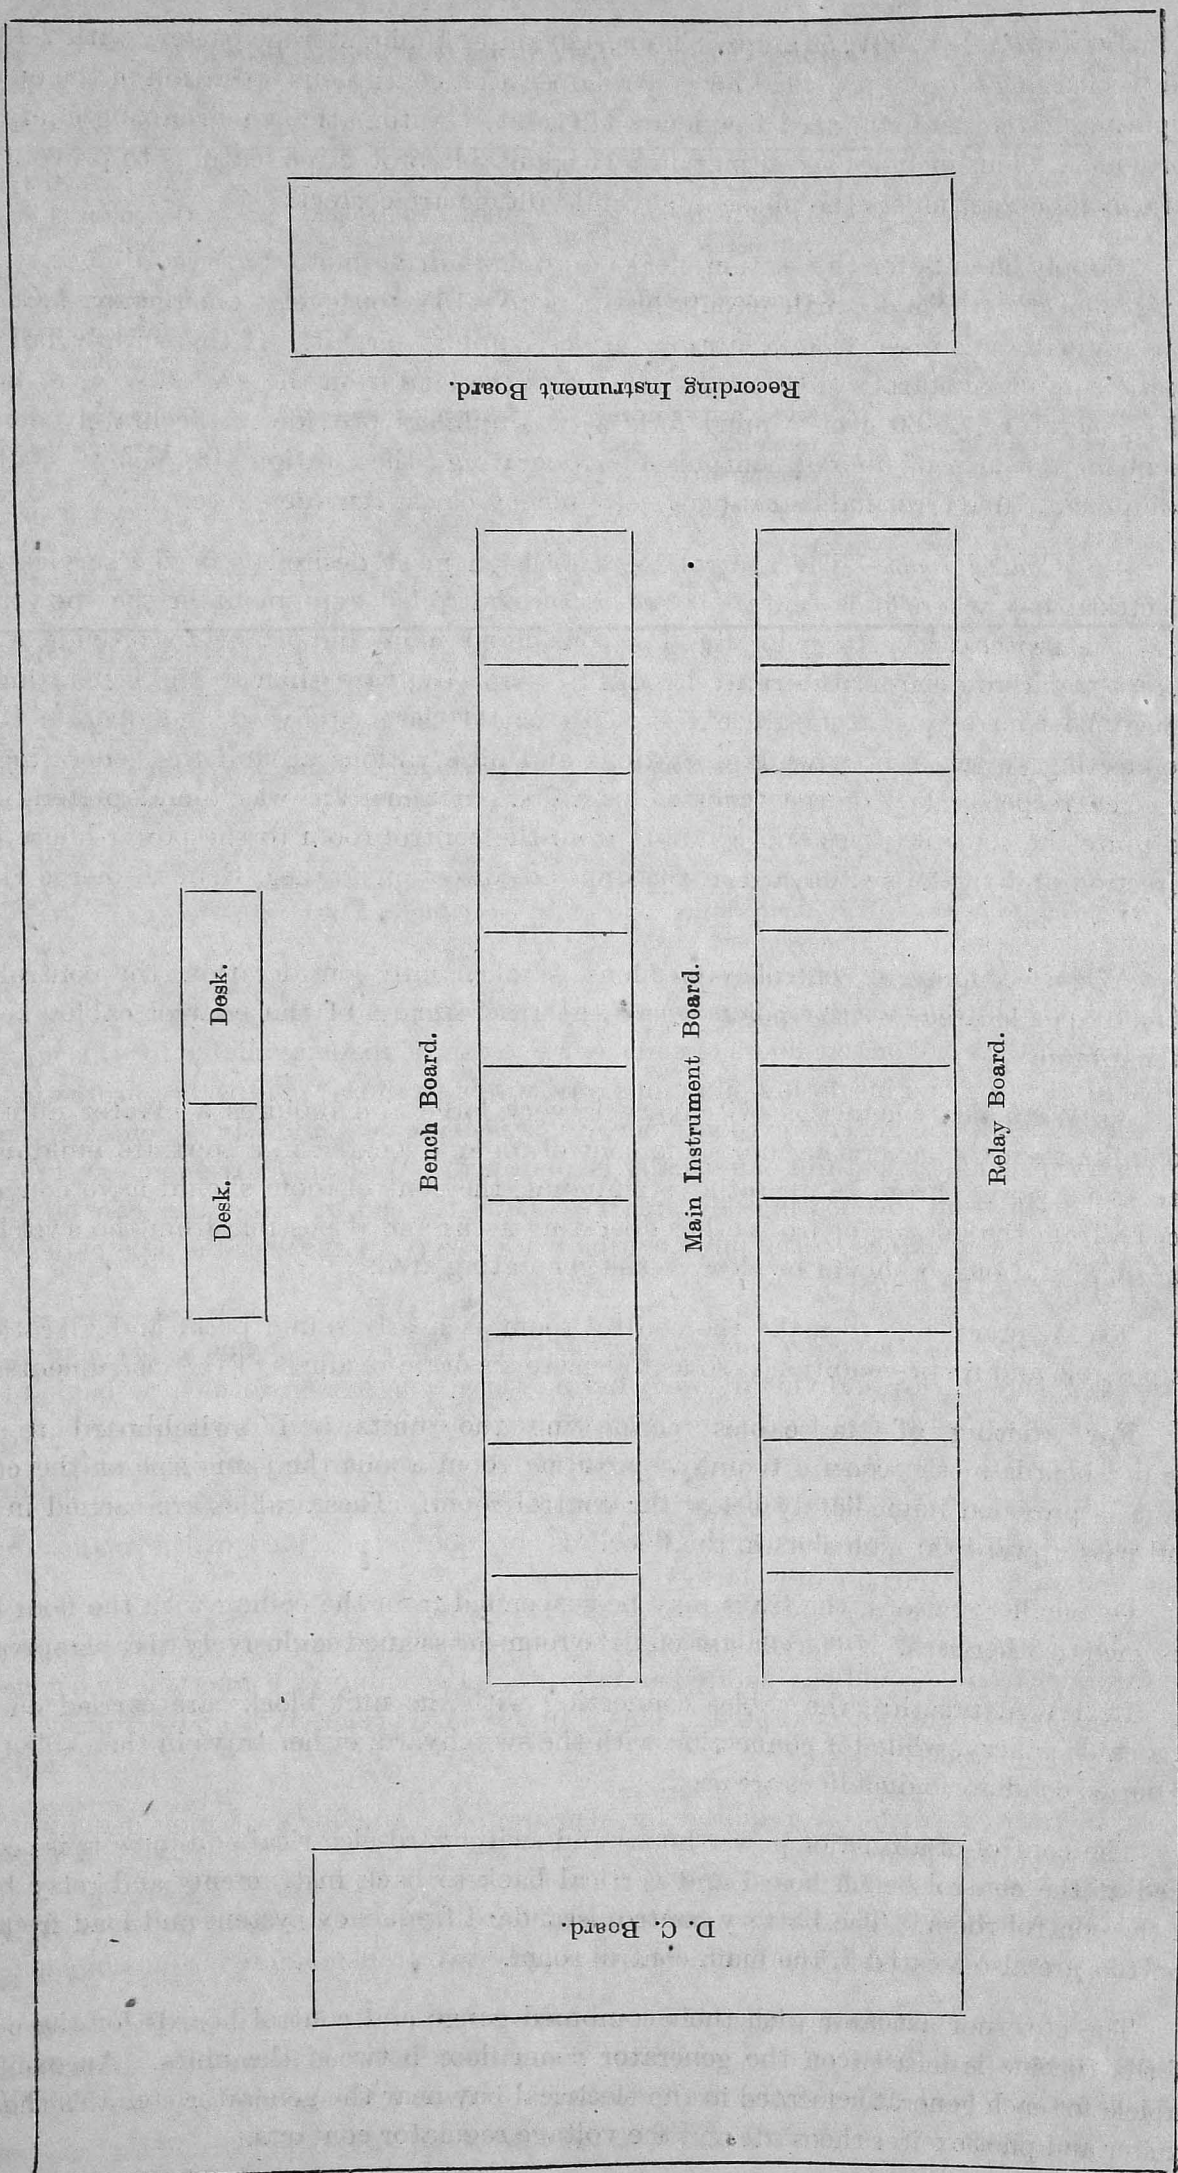 Recording Instrument Board.
Desk.
Desk.
Bench Board.
Main Instrument Board.
Relay Board.
D. C. Board.